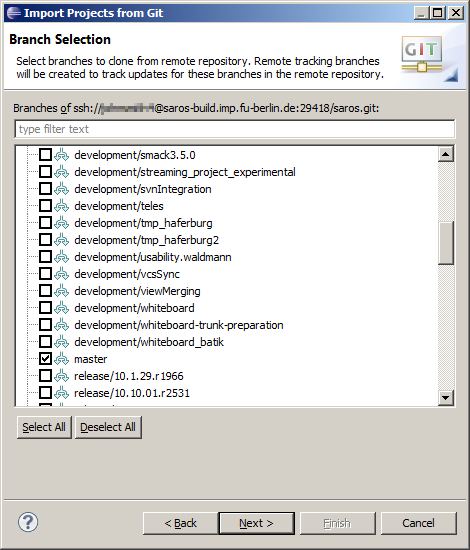 Import Projects from Git
Branch Selection
Select branches to clone from remote repository. Remote tracking branches
will be created to track updates for these branches in the remote repository.
GIT
Branches of ssh://@saros-build.imp.fu-berlin.de:29418/saros.git:
type filter text
development/smack3.5.0
development/streaming_project_experimental
development/svnIntegration
development/teles
development/tmp_haferburg
development/tmp_haferburg2
development/usability.waldmann
development/vcsSync
development/viewMerging
development/whiteboard
development/whiteboard-trunk-preparation
development/whiteboard_batik
master
release/10.1.29.r1966
release/10.10.01.r2531
Select All
Deselect All
?
< Back
Next >
Finish
Cancel